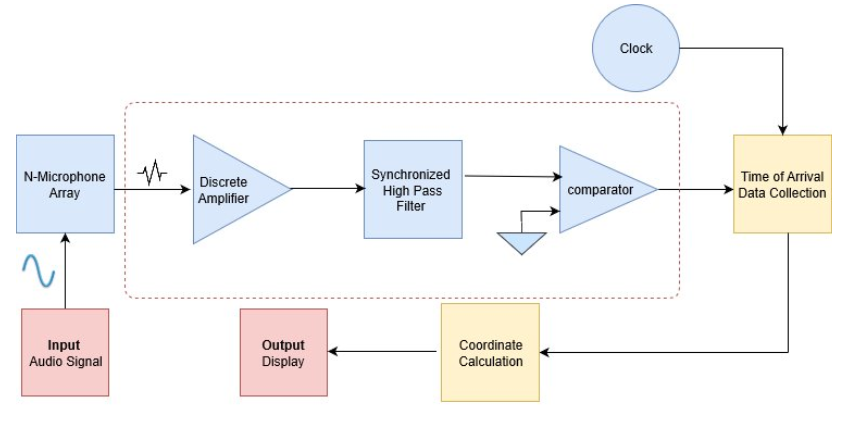 Clock
N-Microphone
Array
Discrete
Amplifier
Synchronized
High Pass
Filter
comparator
Time of Arrival
Data Collection
Input
Audio Signal
Output
Display
Coordinate
Calculation